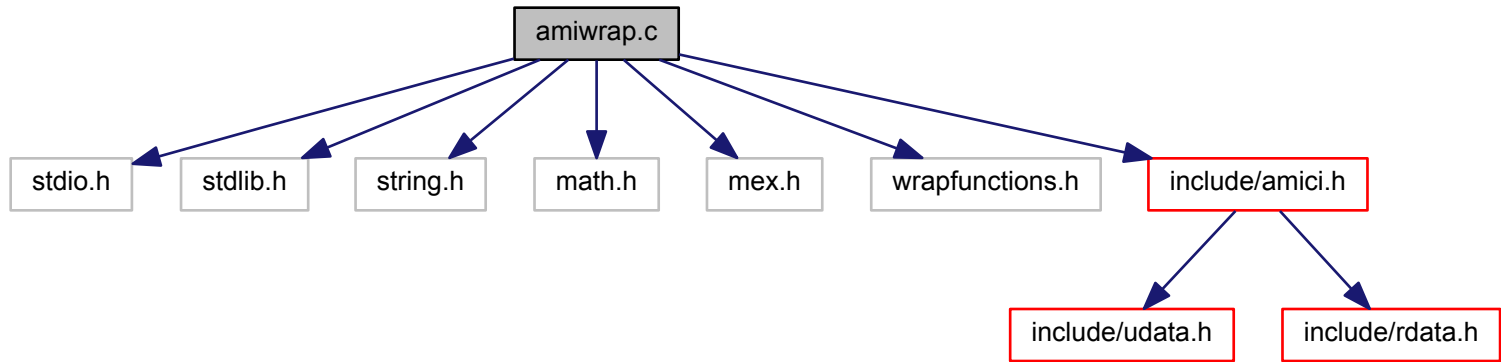 amiwrap.c
stdio.h
stdlib.h
string.h
math.h
mex.h
wrapfunctions.h
include/amici.h
include/udata.h
include/rdata.h